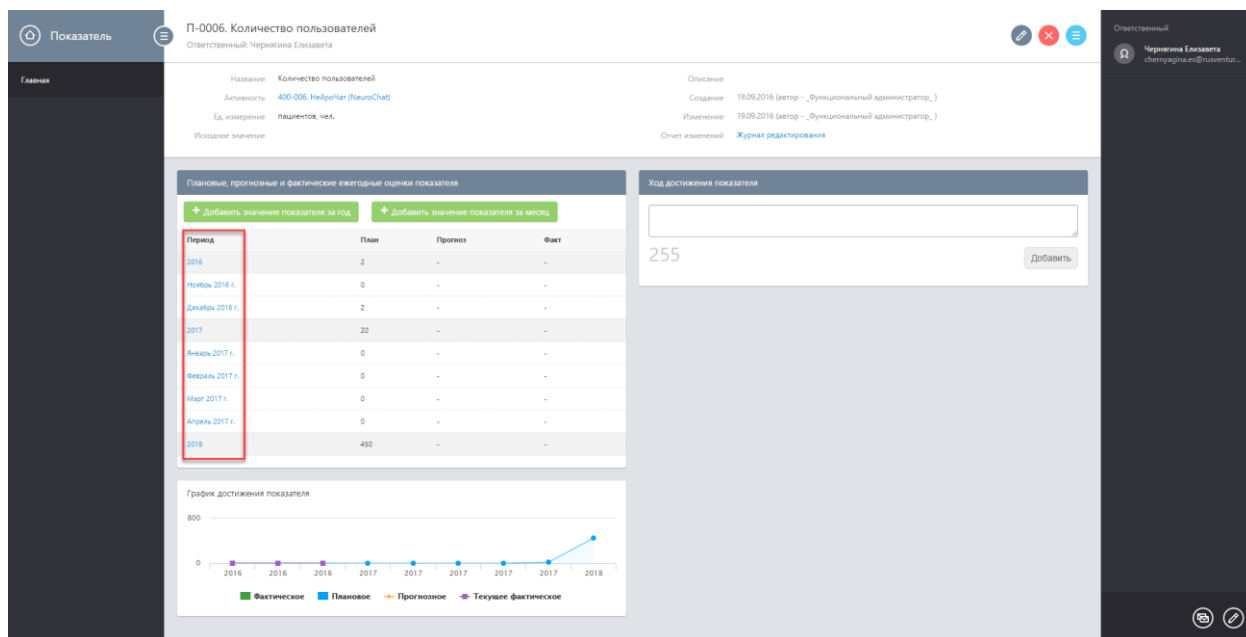 Показатель
П-0006. Количество пользователей
Ответственный: Чернягина Елизавета
Главная
Название Количество пользователей
Активность 400-006. НейроЧат (NeuroChat)
Ед. измерение пациентов, чел.
Исходное значение
Описание
Создание 19.09.2016 (автор - _Функциональный администратор_ )
Изменение 19.09.2016 (автор - _Функциональный администратор_ )
Отчет изменений Журнал редактирования
Ответственный
Чернягина Елизавета
chernyagina.es@rusventur...
Плановые, прогнозные и фактические ежегодные оценки показателя
+ Добавить значение показателя за год + Добавить значение показателя за месяц
Период План Прогноз Факт
2016 2 - -
Ноябрь 2016 г. 0 - -
Декабрь 2016 г. 2 - -
2017 20 - -
Январь 2017 г. 0 - -
Февраль 2017 г. 0 - -
Март 2017 г. 0 - -
Апрель 2017 г. 0 - -
2018 450 - -
Ход достижения показателя
255 Добавить
График достижения показателя
800
0
2016 2016 2016 2017 2017 2017 2017 2017 2018
Фактическое Плановое Прогнозное Текущее фактическое